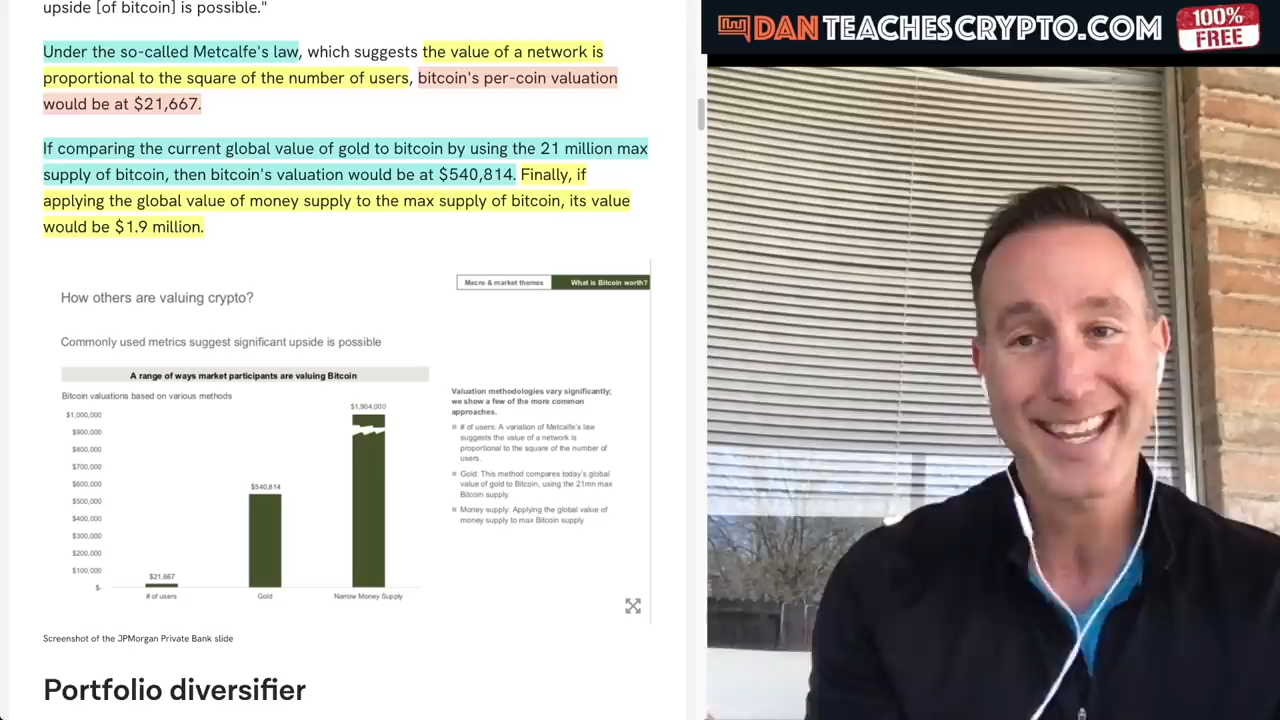 upside [of bitcoin] is possible."
Under the so-called Metcalfe's law, which suggests the value of a network is
proportional to the square of the number of users, bitcoin's per-coin valuation
would be at $21,667.
If comparing the current global value of gold to bitcoin by using the 21 million max
supply of bitcoin, then bitcoin's valuation would be at $540,814. Finally, if
applying the global value of money supply to the max supply of bitcoin, its value
would be $1.9 million.
Macro & market themes
What is Bitcoin worth?
How others are valuing crypto?
Commonly used metrics suggest significant upside is possible
A range of ways market participants are valuing Bitcoin
Bitcoin valuations based on various methods
$1,000,000
$900,000
$800,000
$700,000
$600,000
$500,000
$400,000
$300,000
$200,000
$100,000
$-
$21,667
$540,814
$1,904,000
# of users
Gold
Narrow Money Supply
Valuation methodologies vary significantly;
we show a few of the more common
approaches.
# of users: A variation of Metcalfe's law
suggests the value of a network is
proportional to the square of the number of
users.
Gold: This method compares today's global
value of gold to Bitcoin, using the 21mn max
Bitcoin supply.
Money supply: Applying the global value of
money supply to max Bitcoin supply
Screenshot of the JPMorgan Private Bank slide
Portfolio diversifier
DANTEACHESCRYPTO.COM
100%
FREE